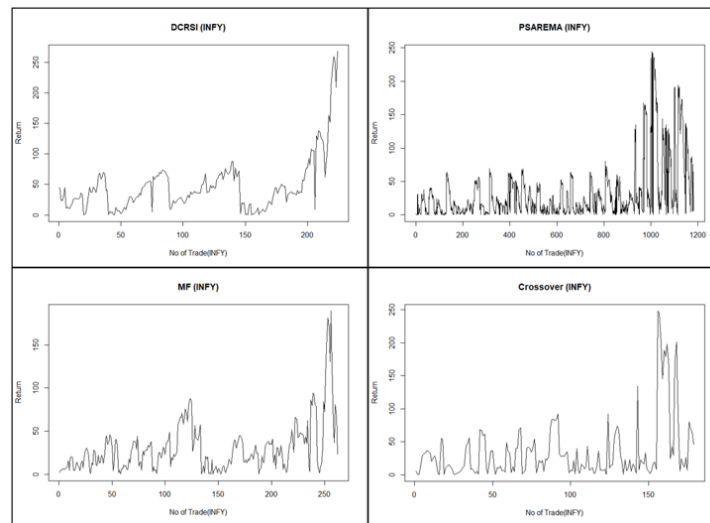 DCRSI (INFY)
Return
0 50 100 150 200 250
0 50 100 150 200
No of Trade(INFY)
PSAREMA (INFY)
Return
0 50 100 150 200 250
0 200 400 600 800 1000 1200
No of Trade(INFY)
MF (INFY)
Return
0 50 100 150
0 50 100 150 200 250
No of Trade(INFY)
Crossover (INFY)
Return
0 50 100 150 200 250
0 50 100 150
No of Trade(INFY)